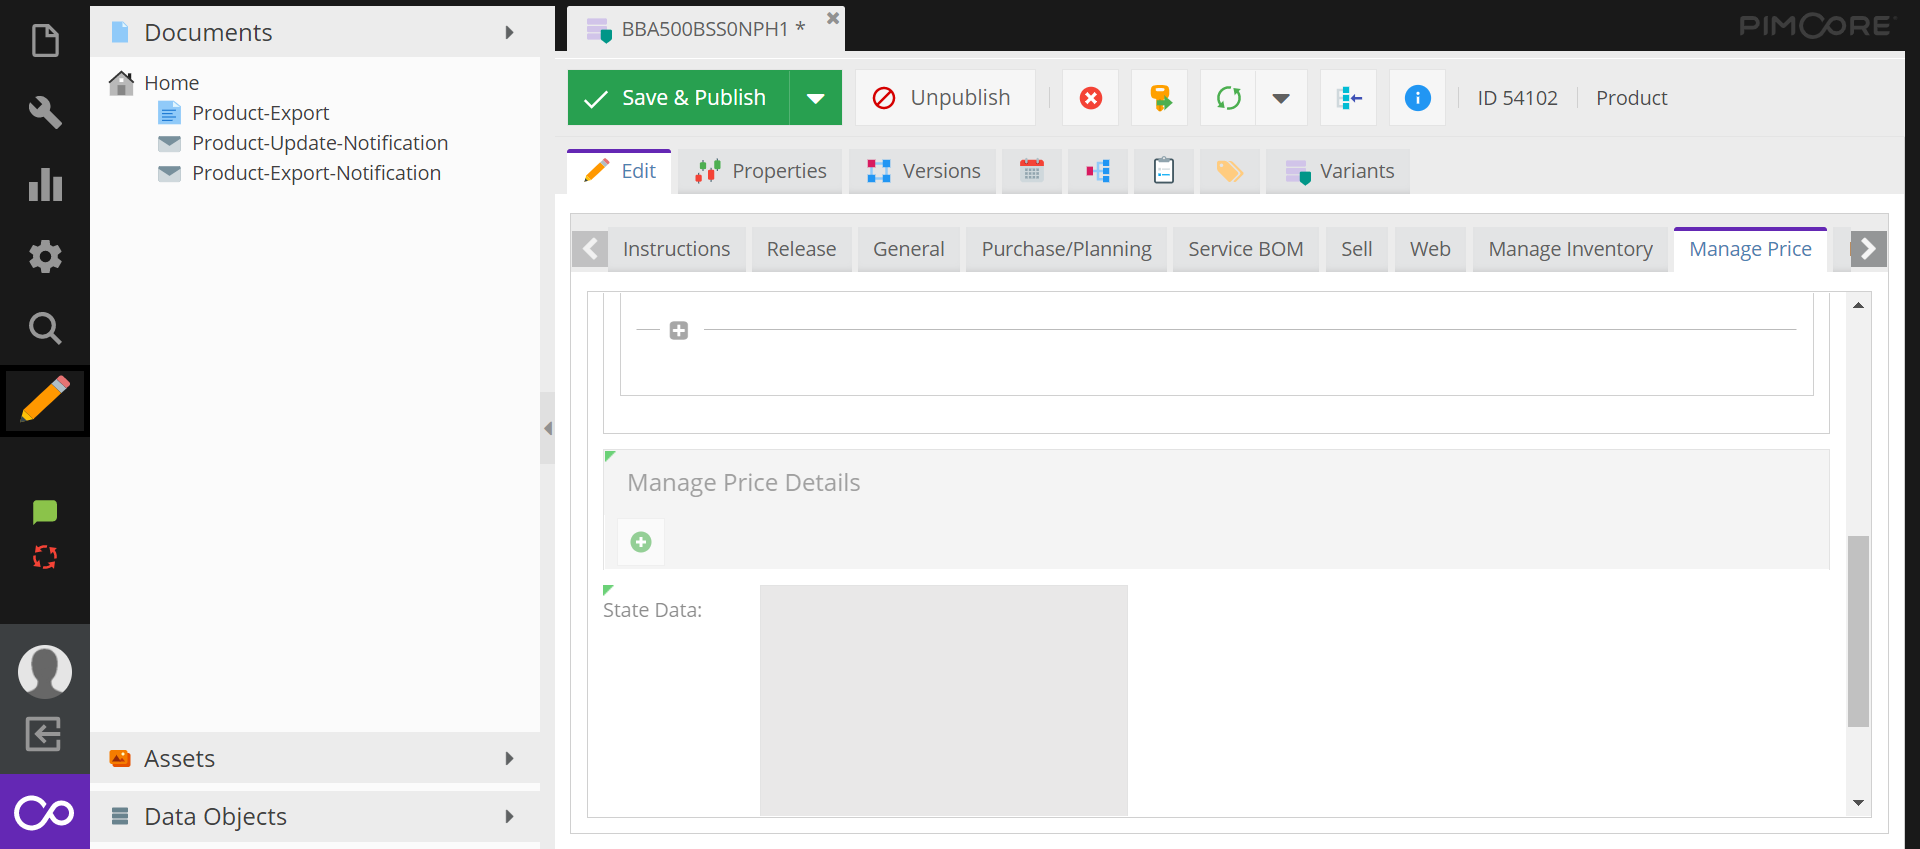 Documents
Home
Product-Export
Product-Update-Notification
Product-Export-Notification
Assets
Data Objects
BBA500BSS0NPH1 *
PIMCORE
Save & Publish
Unpublish
ID 54102
Product
Edit
Properties
Versions
Variants
Instructions
Release
General
Purchase/Planning
Service BOM
Sell
Web
Manage Inventory
Manage Price
Manage Price Details
State Data: